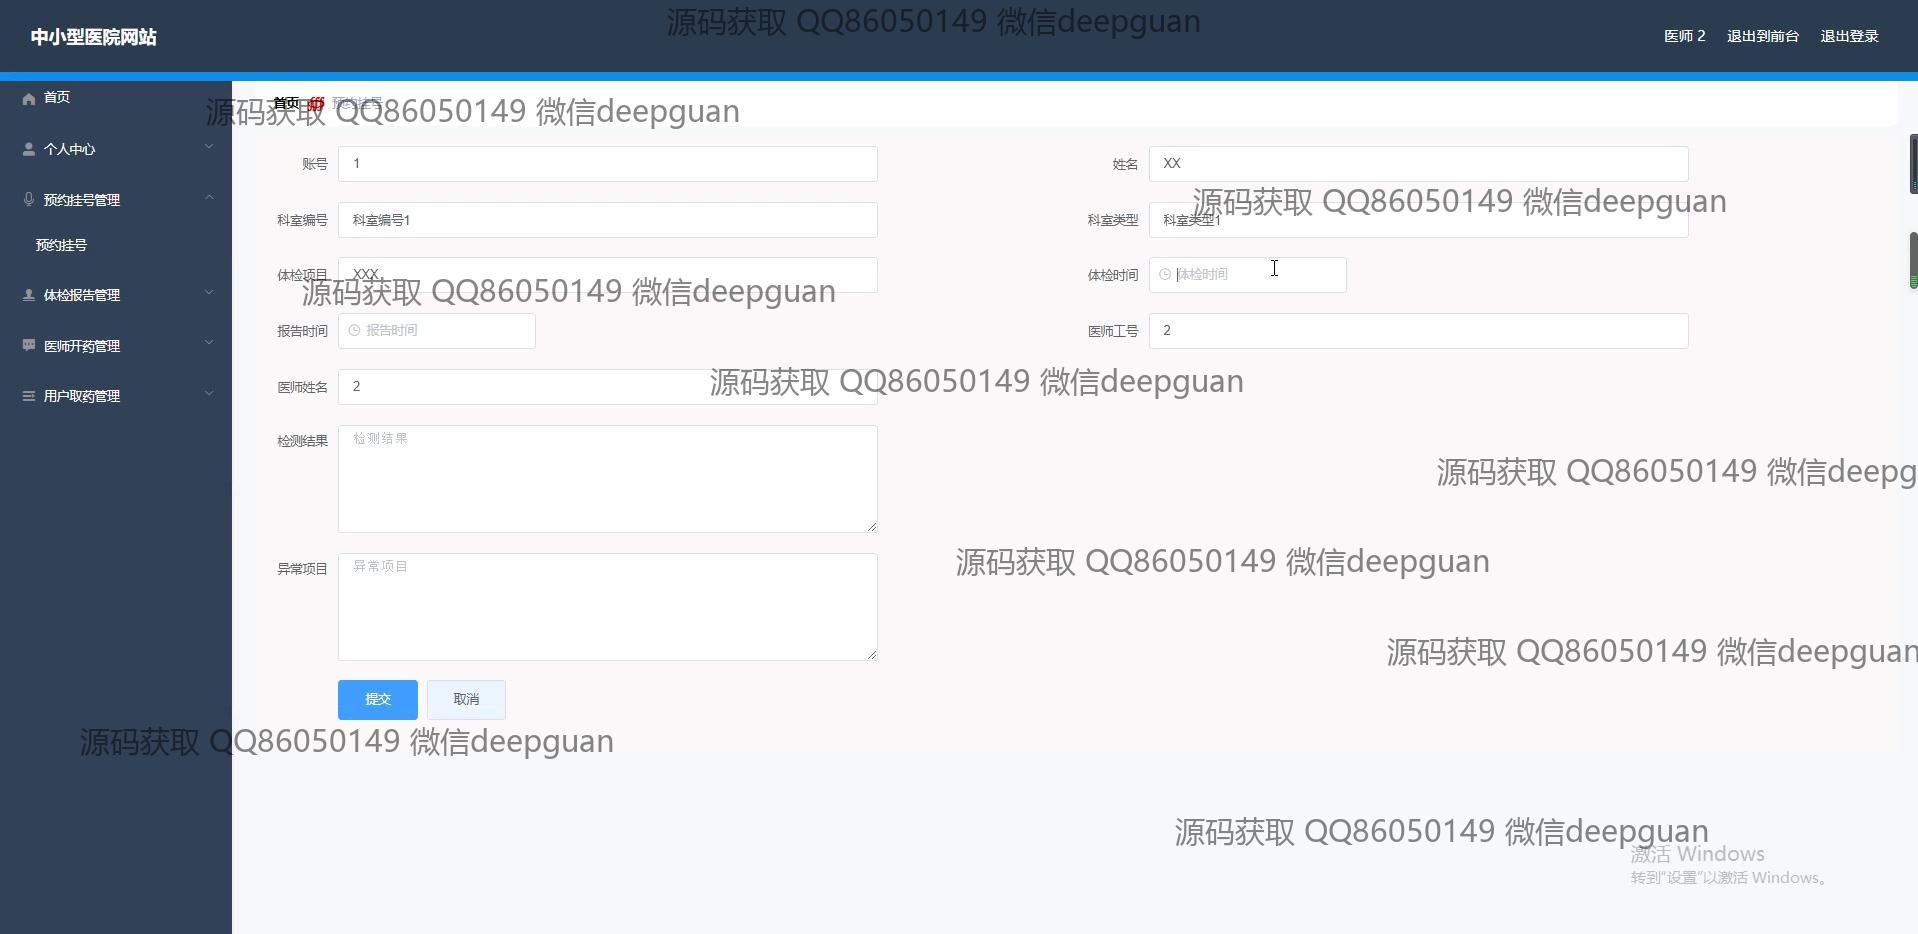 源码获取 QQ86050149 微信deepguan
中小型医院网站
医师 2 退出到前台 退出登录
首页
首页 预约挂号
源码获取 QQ86050149 微信deepguan
个人中心
账号 1
姓名 XX
预约挂号管理
源码获取 QQ86050149 微信deepguan
科室编号 科室编号1
科室类型 科室类型1
预约挂号
体检项目 XXX
体检时间 体检时间
源码获取 QQ86050149 微信deepguan
体检报告管理
报告时间 报告时间
医师工号 2
医师开药管理
源码获取 QQ86050149 微信deepguan
医师姓名 2
用户取药管理
检测结果 检测结果
源码获取 QQ86050149 微信deepg
源码获取 QQ86050149 微信deepguan
异常项目 异常项目
源码获取 QQ86050149 微信deepguan
提交 取消
源码获取 QQ86050149 微信deepguan
源码获取 QQ86050149 微信deepguan
激活 Windows
转到“设置”以激活 Windows。